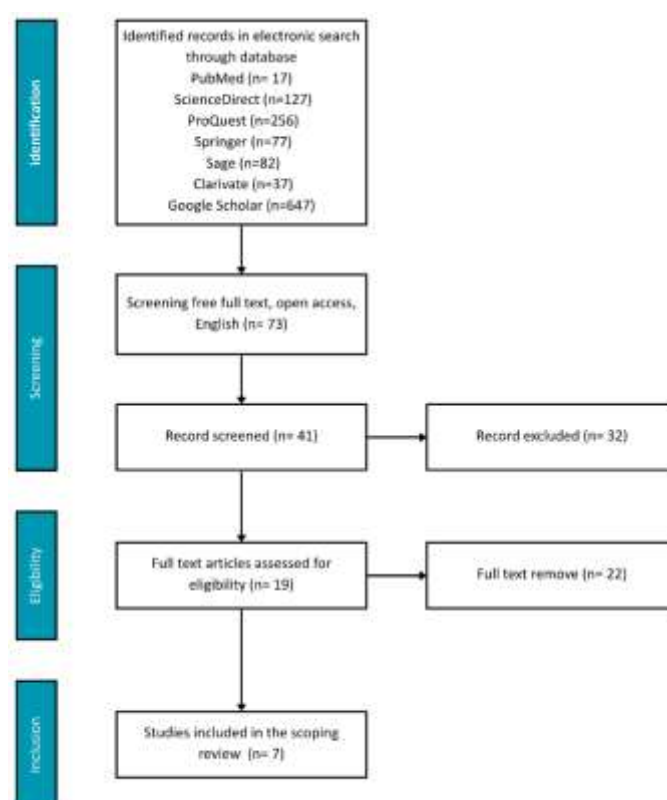 Identification
Identified records in electronic search
through database
PubMed (n= 17)
ScienceDirect (n=127)
ProQuest (n=256)
Springer (n=77)
Sage (n=82)
Clarivate (n=37)
Google Scholar (n=647)
Screening
Screening free full text, open access,
English (n= 73)
Record screened (n= 41)
Record excluded (n= 32)
Eligibility
Full text articles assessed for
eligibility (n= 19)
Full text remove (n= 22)
Inclusion
Studies included in the scoping
review (n= 7)